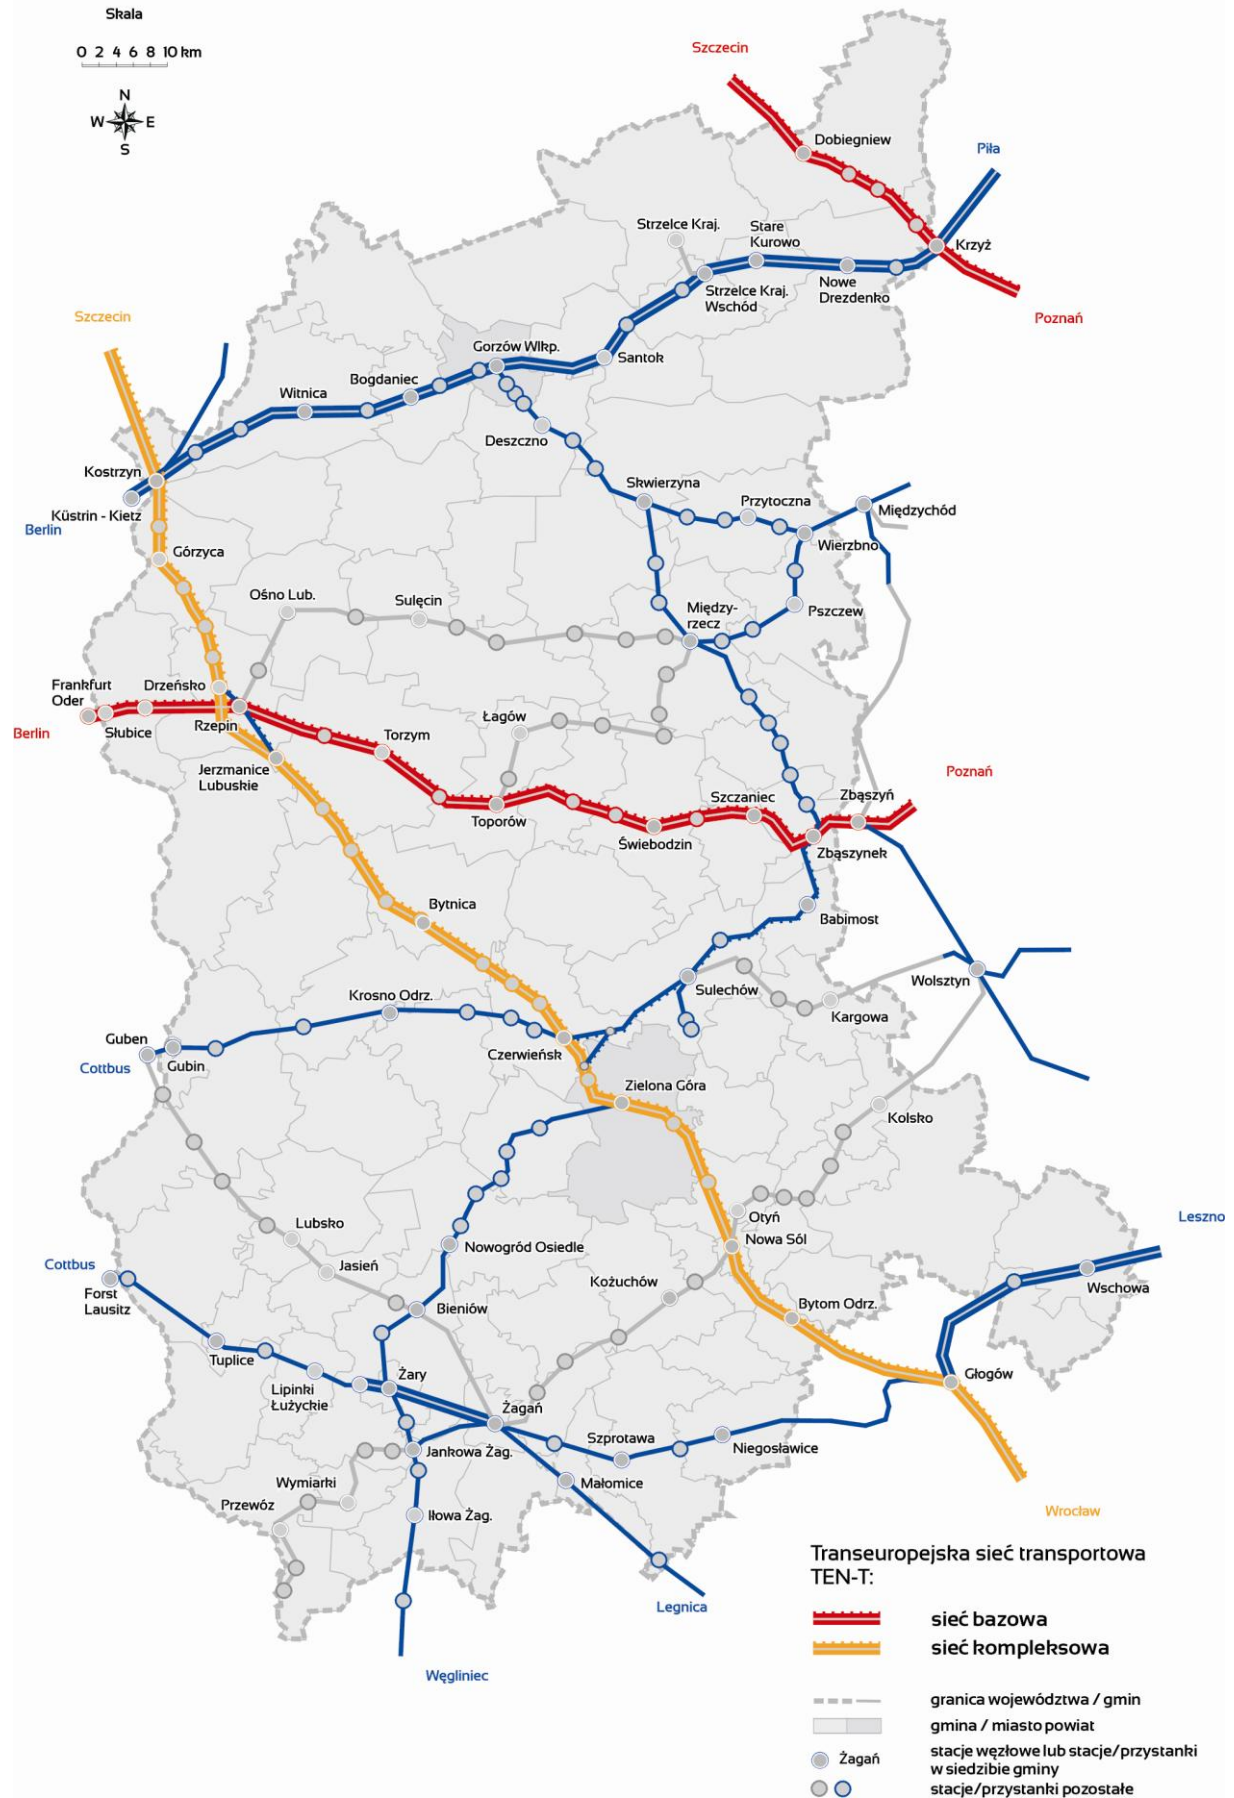 Skala
0 2 4 6 8 10 km
N
W E
S
Szczecin
Dobiegniew
Piła
Strzelce Kraj.
Stare
Kurowo
Krzyż
Strzelce Kraj.
Wschód
Nowe
Drezdenko
Poznań
Szczecin
Gorzów Wlkp.
Santok
Bogdaniec
Witnica
Deszczno
Kostrzyn
Küstrin - Kietz
Berlin
Skwierzyna
Przytoczna
Międzychód
Wierzbno
Górzyca
Ośno Lub.
Sulęcin
Między-
rzecz
Pszczew
Frankfurt
Oder
Drzeńsko
Berlin
Słubice
Rzepin
Łagów
Torzym
Jerzmanice
Lubuskie
Poznań
Toporów
Szczaniec
Zbąszyń
Świebodzin
Zbąszynek
Bytnica
Babimost
Sulechów
Wolsztyn
Krosno Odrz.
Kargowa
Guben
Gubin
Cottbus
Czerwieńsk
Zielona Góra
Kolsko
Lubsko
Otyń
Leszno
Nowogród Osiedle
Nowa Sól
Cottbus
Forst
Lausitz
Jasień
Kożuchów
Wschowa
Bieniów
Bytom Odrz.
Tuplice
Lipinki
Łużyckie
Żary
Głogów
Żagań
Szprotawa
Niegosławice
Jankowa Żag.
Wymiarki
Małomice
Przewóz
Iłowa Żag.
Wrocław
Legnica
Węgliniec
Transeuropejska sieć transportowa
TEN-T:
sieć bazowa
sieć kompleksowa
granica województwa / gmin
gmina / miasto powiat
Żagań
stacje węzłowe lub stacje/przystanki
w siedzibie gminy
stacje/przystanki pozostałe